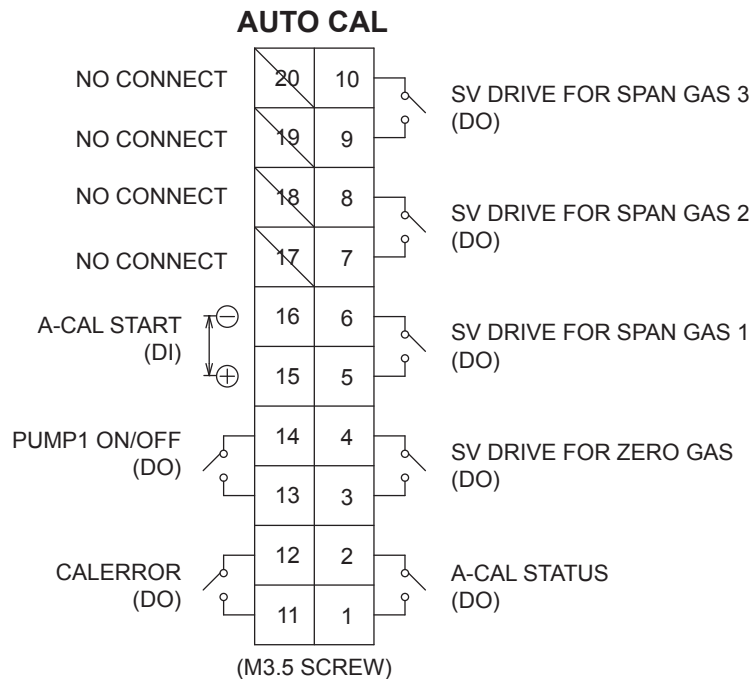 AUTO CAL
NO CONNECT 20 10 SV DRIVE FOR SPAN GAS 3
(DO)
NO CONNECT 19 9
NO CONNECT 18 8 SV DRIVE FOR SPAN GAS 2
(DO)
NO CONNECT 17 7
A-CAL START
(DI)
− 16 6 SV DRIVE FOR SPAN GAS 1
(DO)
+ 15 5
PUMP1 ON/OFF
(DO)
14 4 SV DRIVE FOR ZERO GAS
(DO)
13 3
CALERROR
(DO)
12 2 A-CAL STATUS
(DO)
11 1
(M3.5 SCREW)